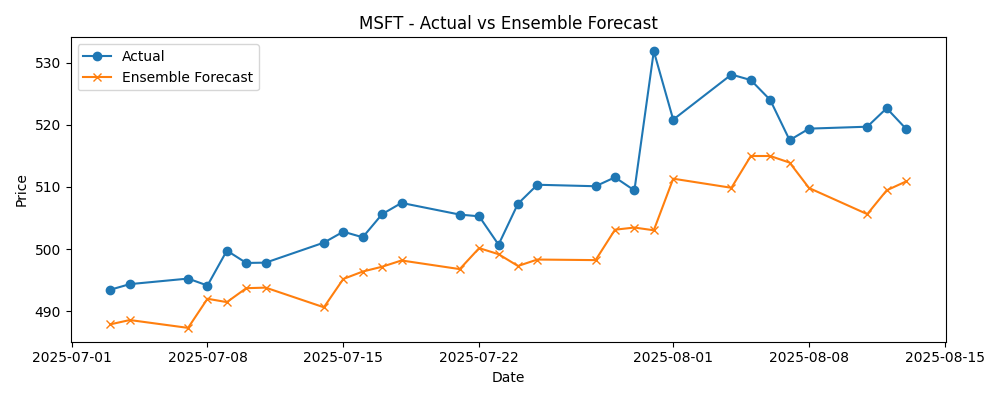 MSFT - Actual vs Ensemble Forecast
Actual
Ensemble Forecast
530
520
510
500
490
Price
2025-07-01
2025-07-08
2025-07-15
2025-07-22
2025-08-01
2025-08-08
2025-08-15
Date